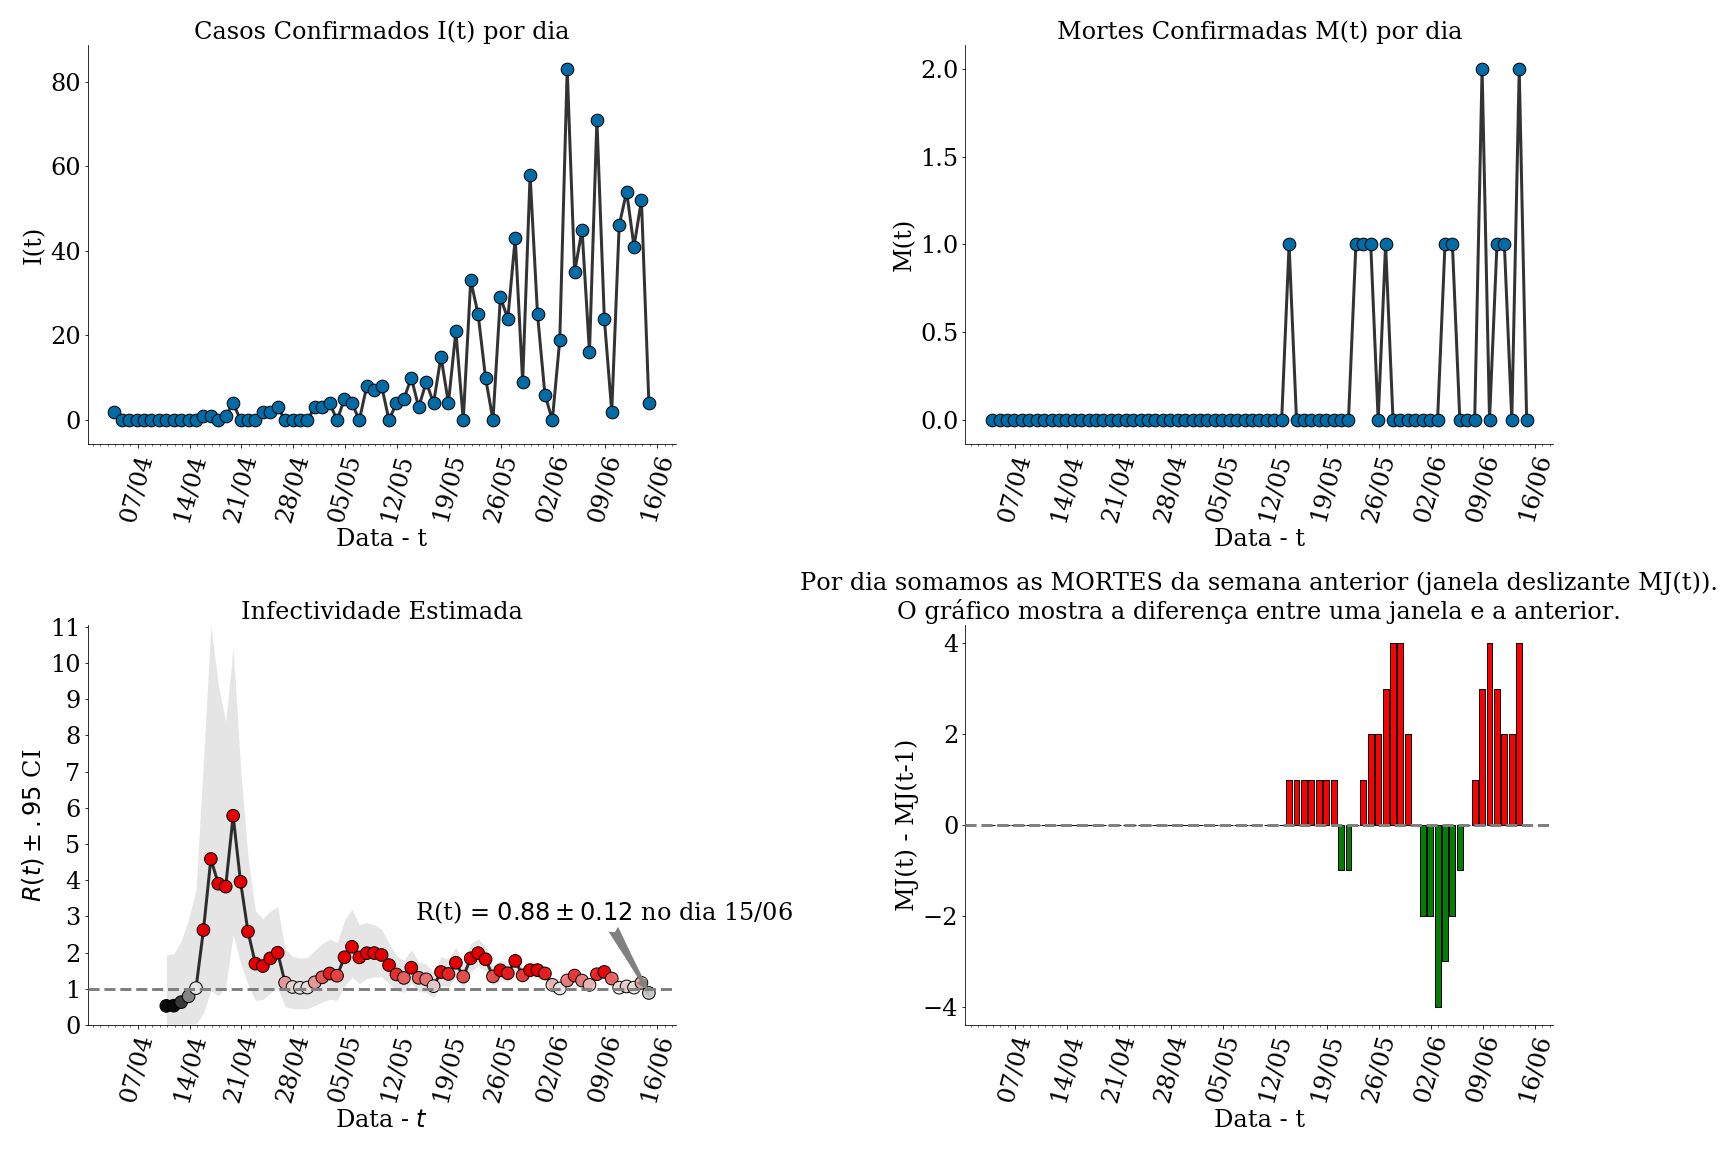 Casos Confirmados I(t) por dia
I(t)
80
60
40
20
0
07/04 14/04 21/04 28/04 05/05 12/05 19/05 26/05 02/06 09/06 16/06
Data - t
Mortes Confirmadas M(t) por dia
M(t)
2.0
1.5
1.0
0.5
0.0
07/04 14/04 21/04 28/04 05/05 12/05 19/05 26/05 02/06 09/06 16/06
Data - t
Infectividade Estimada
R(t) ± .95 CI
11
10
9
8
7
6
5
4
3
2
1
0
R(t) = 0.88 ± 0.12 no dia 15/06
07/04 14/04 21/04 28/04 05/05 12/05 19/05 26/05 02/06 09/06 16/06
Data - t
Por dia somamos as MORTES da semana anterior (janela deslizante MJ(t)).
O gráfico mostra a diferença entre uma janela e a anterior.
MJ(t) - MJ(t-1)
4
2
0
−2
−4
07/04 14/04 21/04 28/04 05/05 12/05 19/05 26/05 02/06 09/06 16/06
Data - t